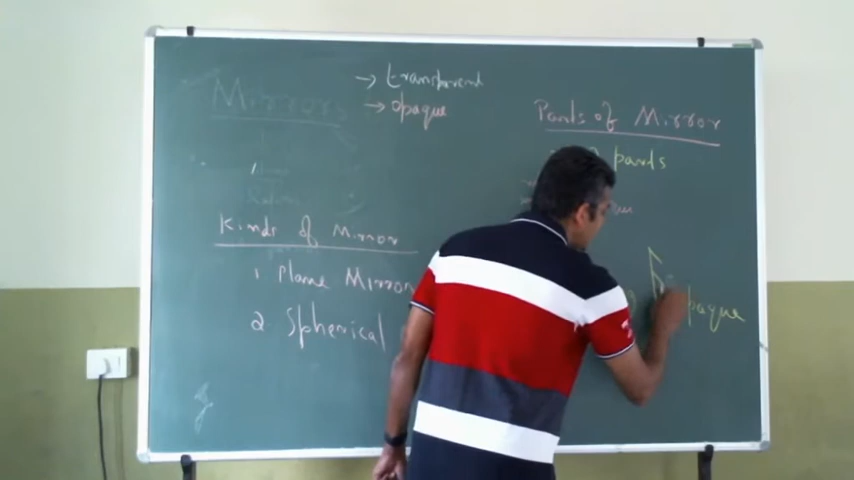 Mirrors
→ transparent
→ opaque
Kinds of Mirror
1 Plane Mirror
2 Spherical
Parts of Mirror
parts
opaque